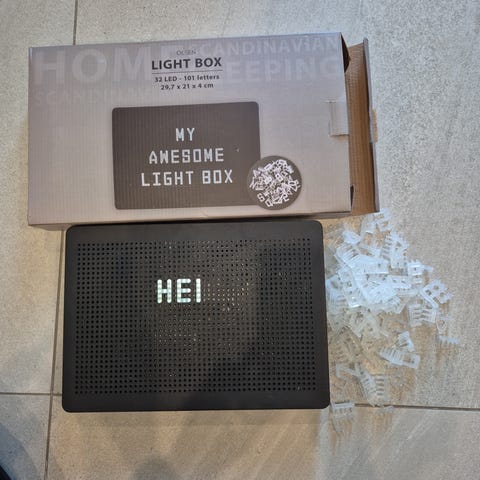 HOME SCANDINAVIAN
KEEPING
OLSEN
LIGHT BOX
32 LED - 101 letters
29,7 x 21 x 4 cm
MY
AWESOME
LIGHT BOX
HEI